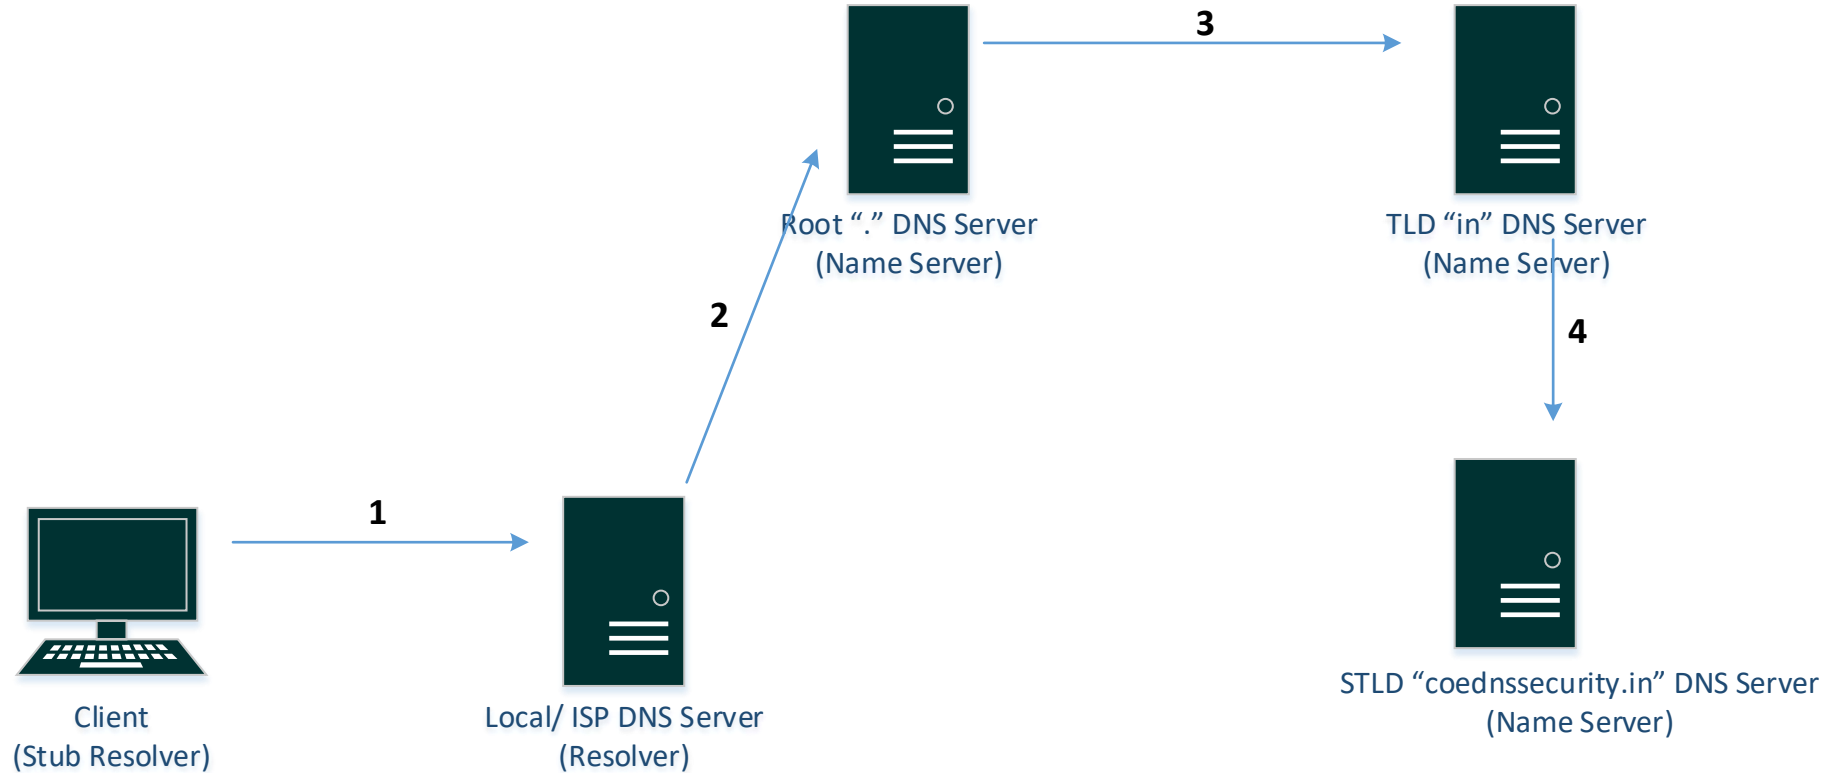 3
Root “.” DNS Server
(Name Server)
TLD “in” DNS Server
(Name Server)
2
4
1
Client
(Stub Resolver)
Local/ ISP DNS Server
(Resolver)
STLD “coednssecurity.in” DNS Server
(Name Server)